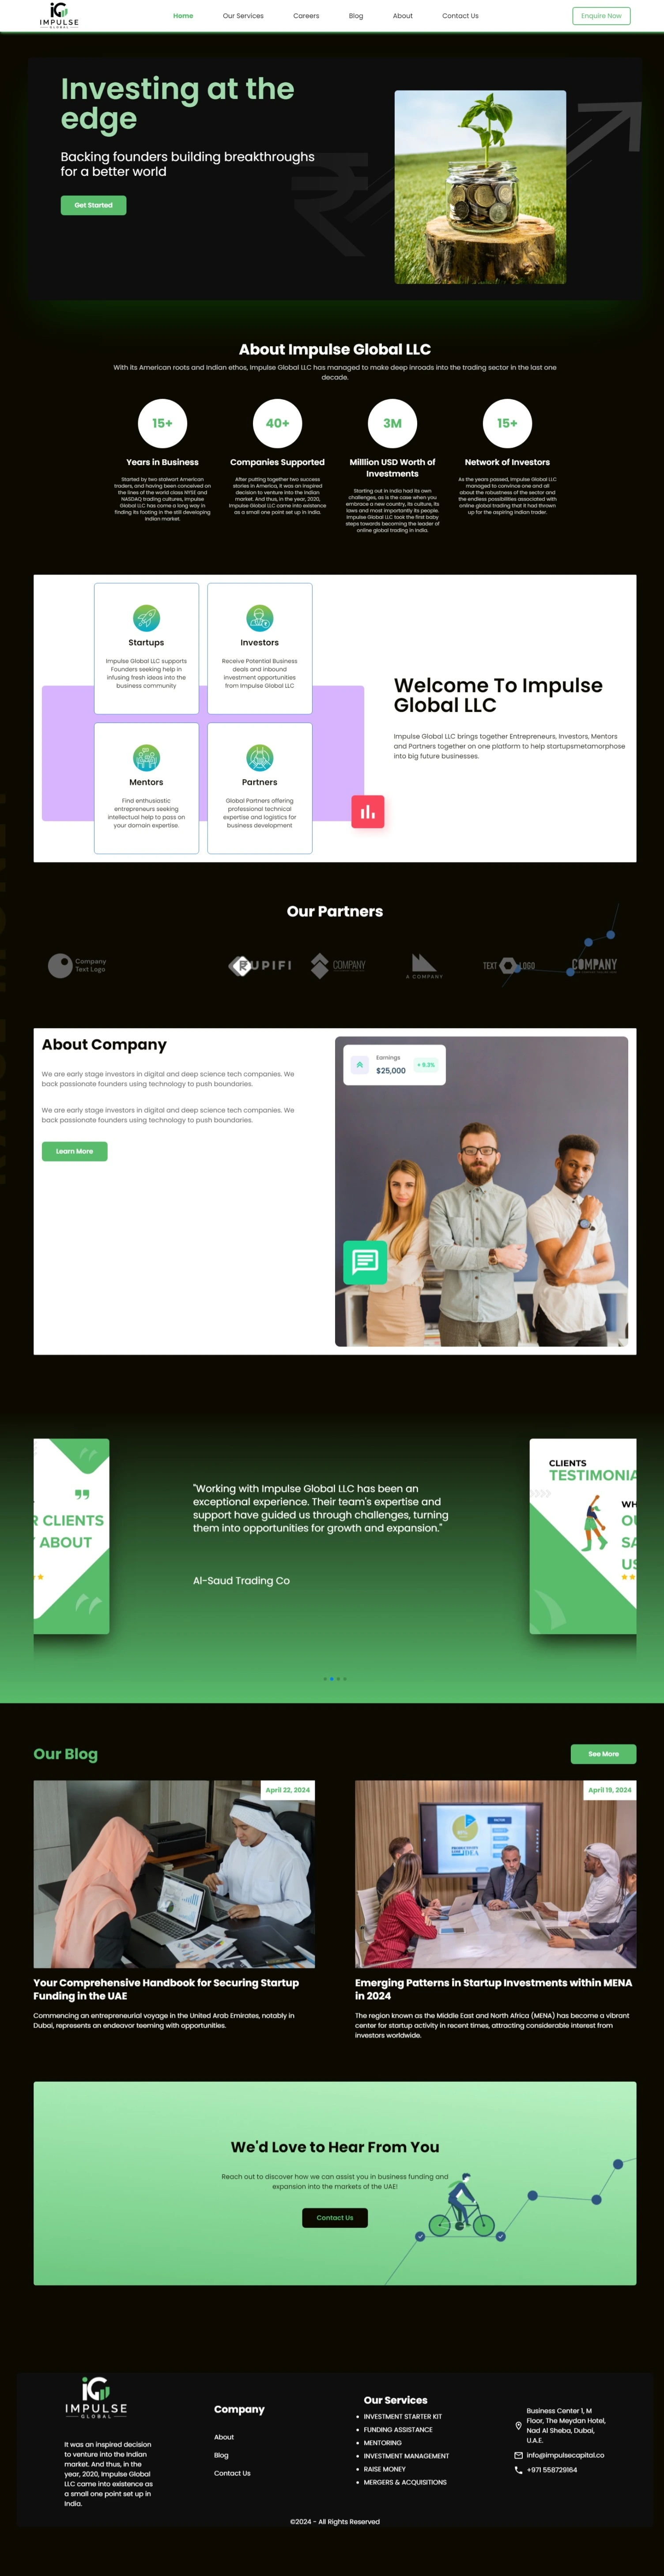 iG
IMPULSE
GLOBAL
Home
Our Services
Careers
Blog
About
Contact Us
Enquire Now
Investing at the
edge
Backing founders building breakthroughs
for a better world
Get Started
About Impulse Global LLC
With its American roots and Indian ethos, Impulse Global LLC has managed to make deep inroads into the trading sector in the last one
decade.
15+
Years in Business
Started by two stalwart American
traders, and having been conceived on
the lines of the world class NYSE and
NASDAQ trading cultures, Impulse
Global LLC has come a long way in
finding its footing in the still developing
Indian market.
40+
Companies Supported
After putting together two success
stories in America, it was an inspired
decision to venture into the Indian
market. And thus, in the year, 2020,
Impulse Global LLC came into existence
as a small one point set up in India.
3M
Milllion USD Worth of
Investments
Starting out in India had its own
challenges, as is the case when you
embrace a new country, its culture, its
laws and most importantly its people.
Impulse Global LLC took the first baby
steps towards becoming the leader of
online global trading in India.
15+
Network of Investors
As the years passed, Impulse Global LLC
managed to convince one and all
about the robustness of the sector and
the endless possibilities associated with
online global trading that it had thrown
up for the aspiring Indian trader.
Startups
Impulse Global LLC supports
Founders seeking help in
infusing fresh ideas into the
business community
Investors
Receive Potential Business
deals and inbound
investment opportunities
from Impulse Global LLC
Mentors
Find enthusiastic
entrepreneurs seeking
intellectual help to pass on
your domain expertise.
Partners
Global Partners offering
professional technical
expertise and logistics for
business development
Welcome To Impulse
Global LLC
Impulse Global LLC brings together Entrepreneurs, Investors, Mentors
and Partners together on one platform to help startupsmetamorphose
into big future businesses.
Our Partners
Company
Text Logo
RUPIFI
COMPANY
A COMPANY
TEXT LOGO
COMPANY
About Company
We are early stage investors in digital and deep science tech companies. We
back passionate founders using technology to push boundaries.
We are early stage investors in digital and deep science tech companies. We
back passionate founders using technology to push boundaries.
Learn More
Earnings
$25,000
+ 9.3%
R CLIENTS
ABOUT
"Working with Impulse Global LLC has been an
exceptional experience. Their team's expertise and
support have guided us through challenges, turning
them into opportunities for growth and expansion."
Al-Saud Trading Co
CLIENTS
TESTIMONIA
WH
OU
SA
US
Our Blog
See More
April 22, 2024
Your Comprehensive Handbook for Securing Startup
Funding in the UAE
Commencing an entrepreneurial voyage in the United Arab Emirates, notably in
Dubai, represents an endeavor teeming with opportunities.
April 19, 2024
IDEA
Emerging Patterns in Startup Investments within MENA
in 2024
The region known as the Middle East and North Africa (MENA) has become a vibrant
center for startup activity in recent times, attracting considerable interest from
investors worldwide.
We'd Love to Hear From You
Reach out to discover how we can assist you in business funding and
expansion into the markets of the UAE!
Contact Us
iG
IMPULSE
GLOBAL
It was an inspired decision
to venture into the Indian
market. And thus, in the
year, 2020, Impulse Global
LLC came into existence as
a small one point set up in
India.
Company
About
Blog
Contact Us
Our Services
INVESTMENT STARTER KIT
FUNDING ASSISTANCE
MENTORING
INVESTMENT MANAGEMENT
RAISE MONEY
MERGERS & ACQUISITIONS
Business Center 1, M
Floor, The Meydan Hotel,
Nad Al Sheba, Dubai,
U.A.E.
info@impulsecapital.co
+971 558729164
©2024 - All Rights Reserved